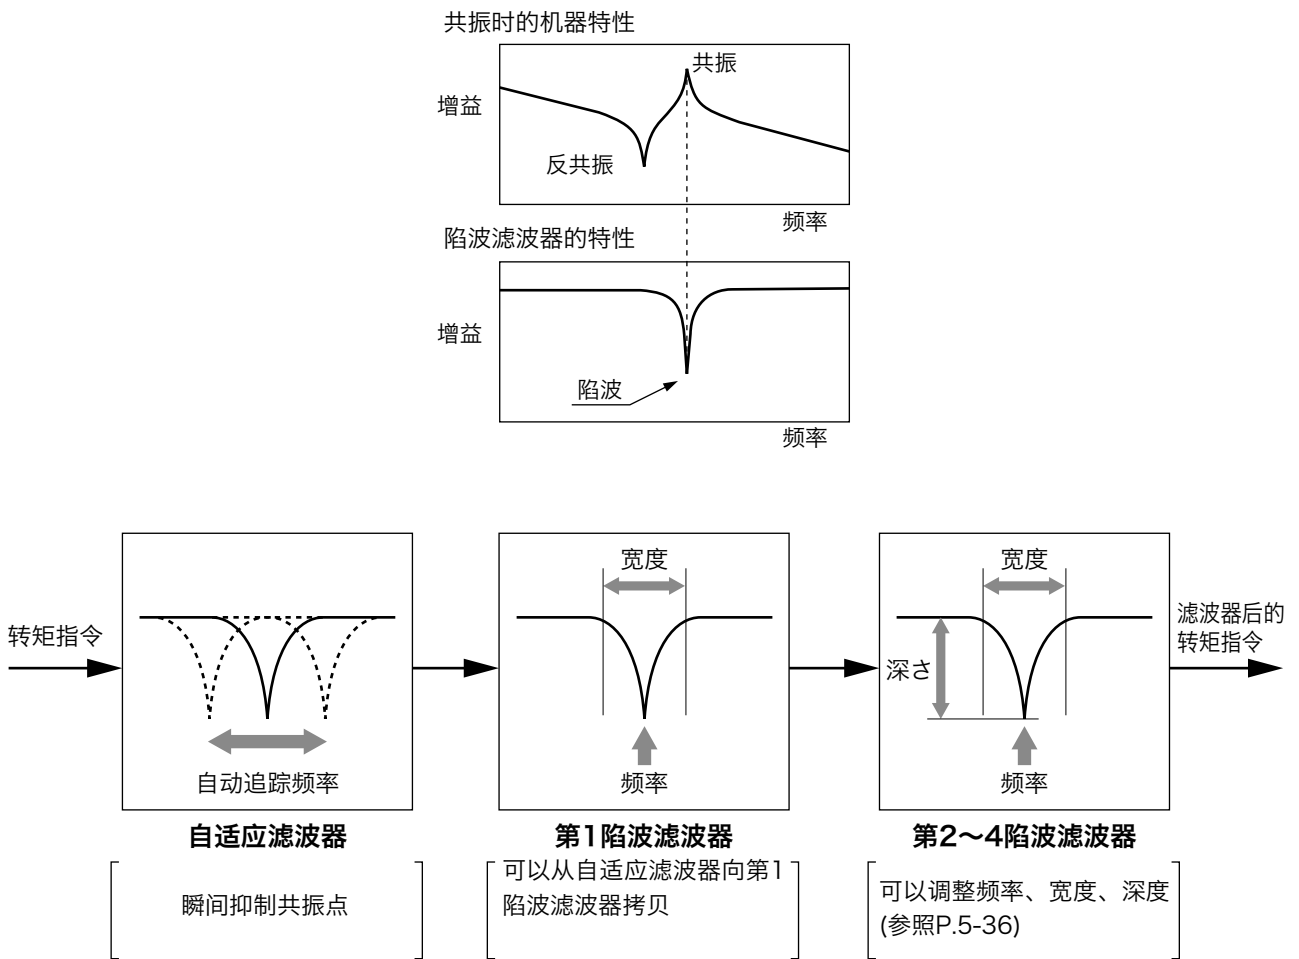 共振时的机器特性
共振
增益
反共振
频率
陷波滤波器的特性
增益
陷波
频率
转矩指令
自动追踪频率
自适应滤波器
瞬间抑制共振点
宽度
频率
第1陷波滤波器
可以从自适应滤波器向第1
陷波滤波器拷贝
宽度
深さ
频率
第2～4陷波滤波器
可以调整频率、宽度、深度
(参照P.5-36)
滤波器后的
转矩指令